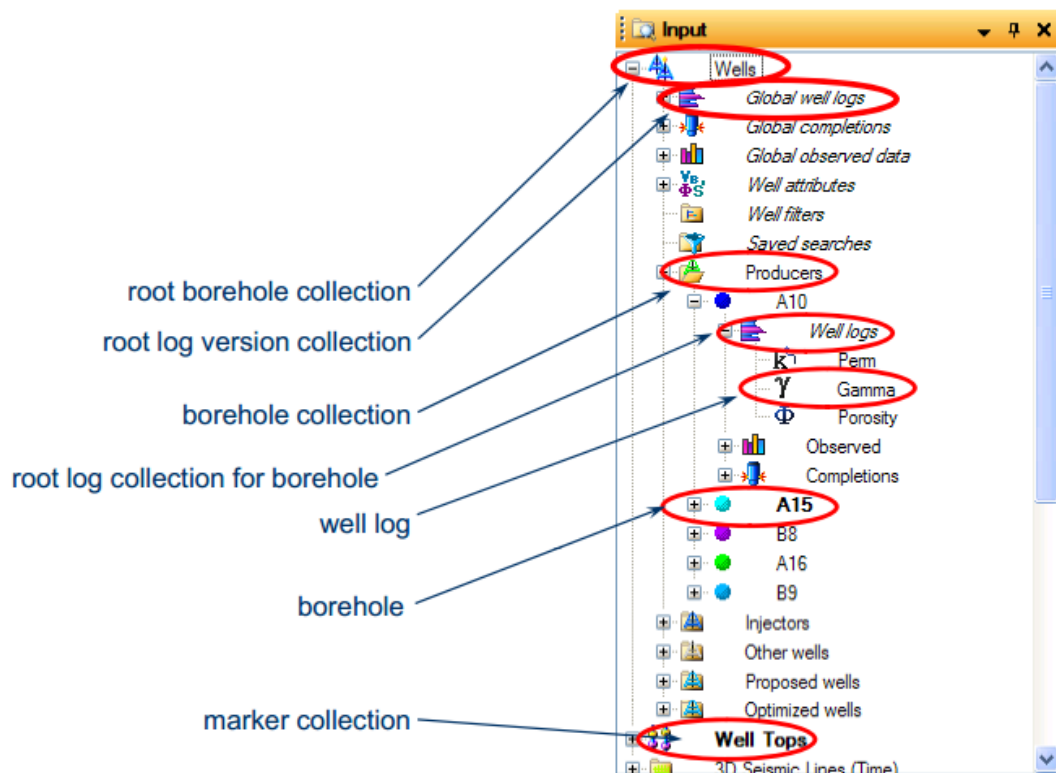 Input
Wells
Global well logs
Global completions
Global observed data
Well attributes
Well filters
Saved searches
Producers
A10
Well logs
Perm
Gamma
Porosity
Observed
Completions
A15
B8
A16
B9
Injectors
Other wells
Proposed wells
Optimized wells
Well Tops
3D Seismic Lines (Time)
root borehole collection
root log version collection
borehole collection
root log collection for borehole
well log
borehole
marker collection